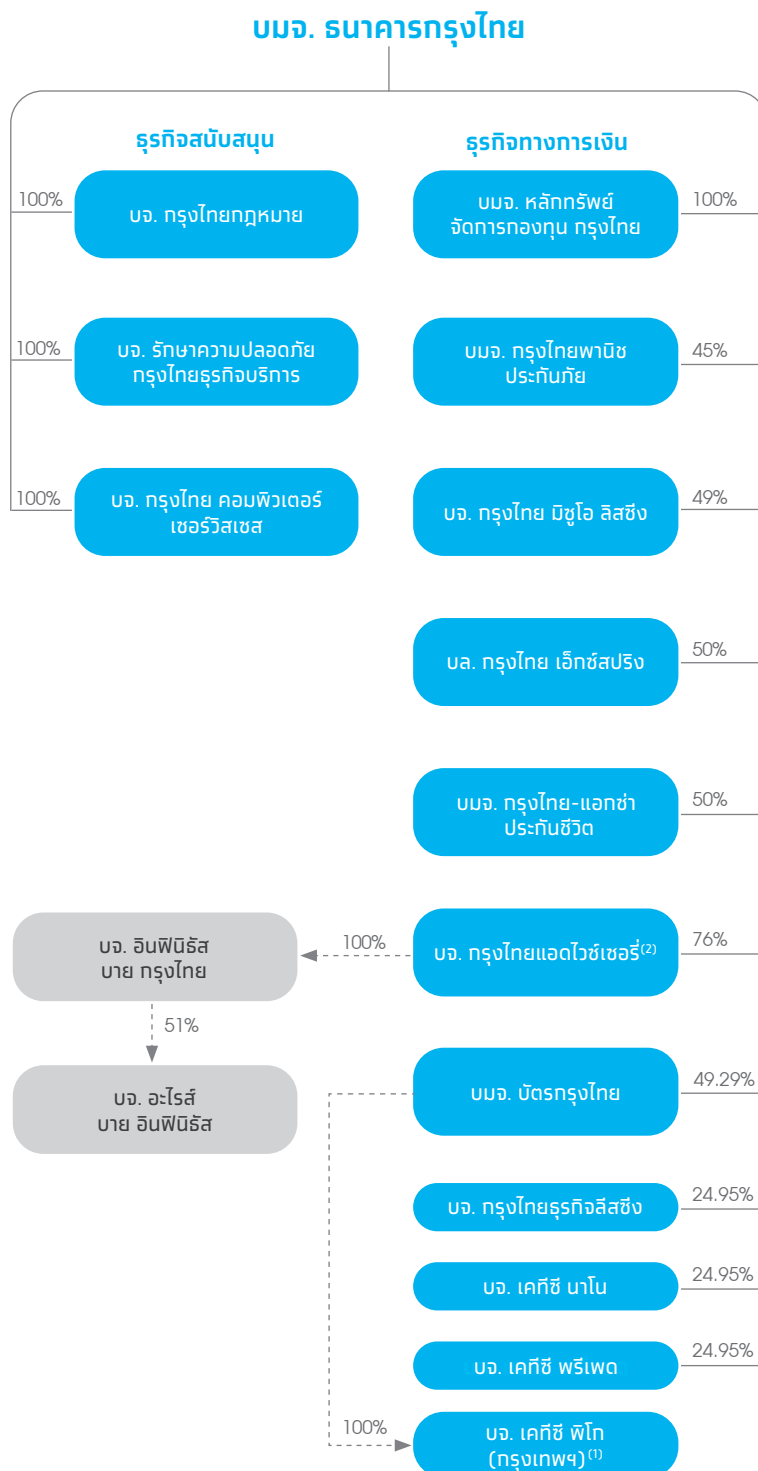 บมจ. ธนาคารกรุงไทย
ธุรกิจสนับสนุน
ธุรกิจทางการเงิน
100%
บจ. กรุงไทยกฎหมาย
บมจ. หลักทรัพย์
จัดการกองทุน กรุงไทย
100%
100%
บจ. รักษาความปลอดภัย
กรุงไทยธุรกิจบริการ
บมจ. กรุงไทยพานิช
ประกันภัย
45%
100%
บจ. กรุงไทย คอมพิวเตอร์
เซอร์วิสเซส
บจ. กรุงไทย มิซูโฮ ลิสซิ่ง
49%
บล. กรุงไทย เอ็กซ์สปริง
50%
บมจ. กรุงไทย-แอกซ่า
ประกันชีวิต
50%
บจ. อินฟินิธัส
บาย กรุงไทย
100%
บจ. กรุงไทยแอดไวซ์เซอรี่(2)
76%
51%
บจ. อะไรส์
บาย อินฟินิธัส
บมจ. บัตรกรุงไทย
49.29%
บจ. กรุงไทยธุรกิจลีสซิ่ง
24.95%
บจ. เคทีซี นาโน
24.95%
บจ. เคทีซี พรีเพด
24.95%
100%
บจ. เคทีซี พิโก
(กรุงเทพฯ)(1)